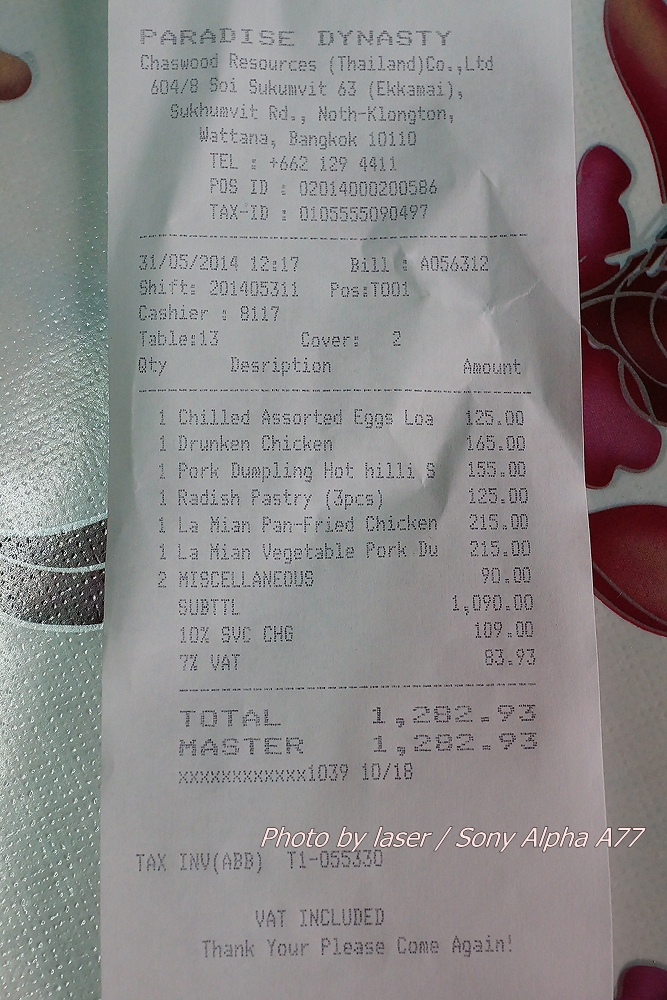 PARADISE DYNASTY
Chaswood Resources (Thailand)Co.,Ltd
604/8 Soi Sukumvit 63 (Ekkamai),
Sukhumvit Rd., Noth-Klongton,
Wattana, Bangkok 10110
TEL : +662 129 4411
POS ID : 02014000200586
TAX-ID : 0105555090497
31/05/2014 12:17 Bill : A056312
Shift: 201405311 Pos:T001
Cashier : 8117
Table:13 Cover: 2
Qty Desription Amount
1 Chilled Assorted Eggs Loa 125.00
1 Drunken Chicken 165.00
1 Pork Dumpling Hot hilli S 155.00
1 Radish Pastry (3pcs) 125.00
1 La Mian Pan-Fried Chicken 215.00
1 La Mian Vegetable Pork Du 215.00
2 MISCELLANEOUS 90.00
SUBTTL 1,090.00
10% SVC CHG 109.00
7% VAT 83.93
TOTAL 1,282.93
MASTER 1,282.93
xxxxxxxxxxxx1039 10/18
Photo by laser / Sony Alpha A77
TAX INV(ABB) T1-055330
VAT INCLUDED
Thank Your Please Come Again!